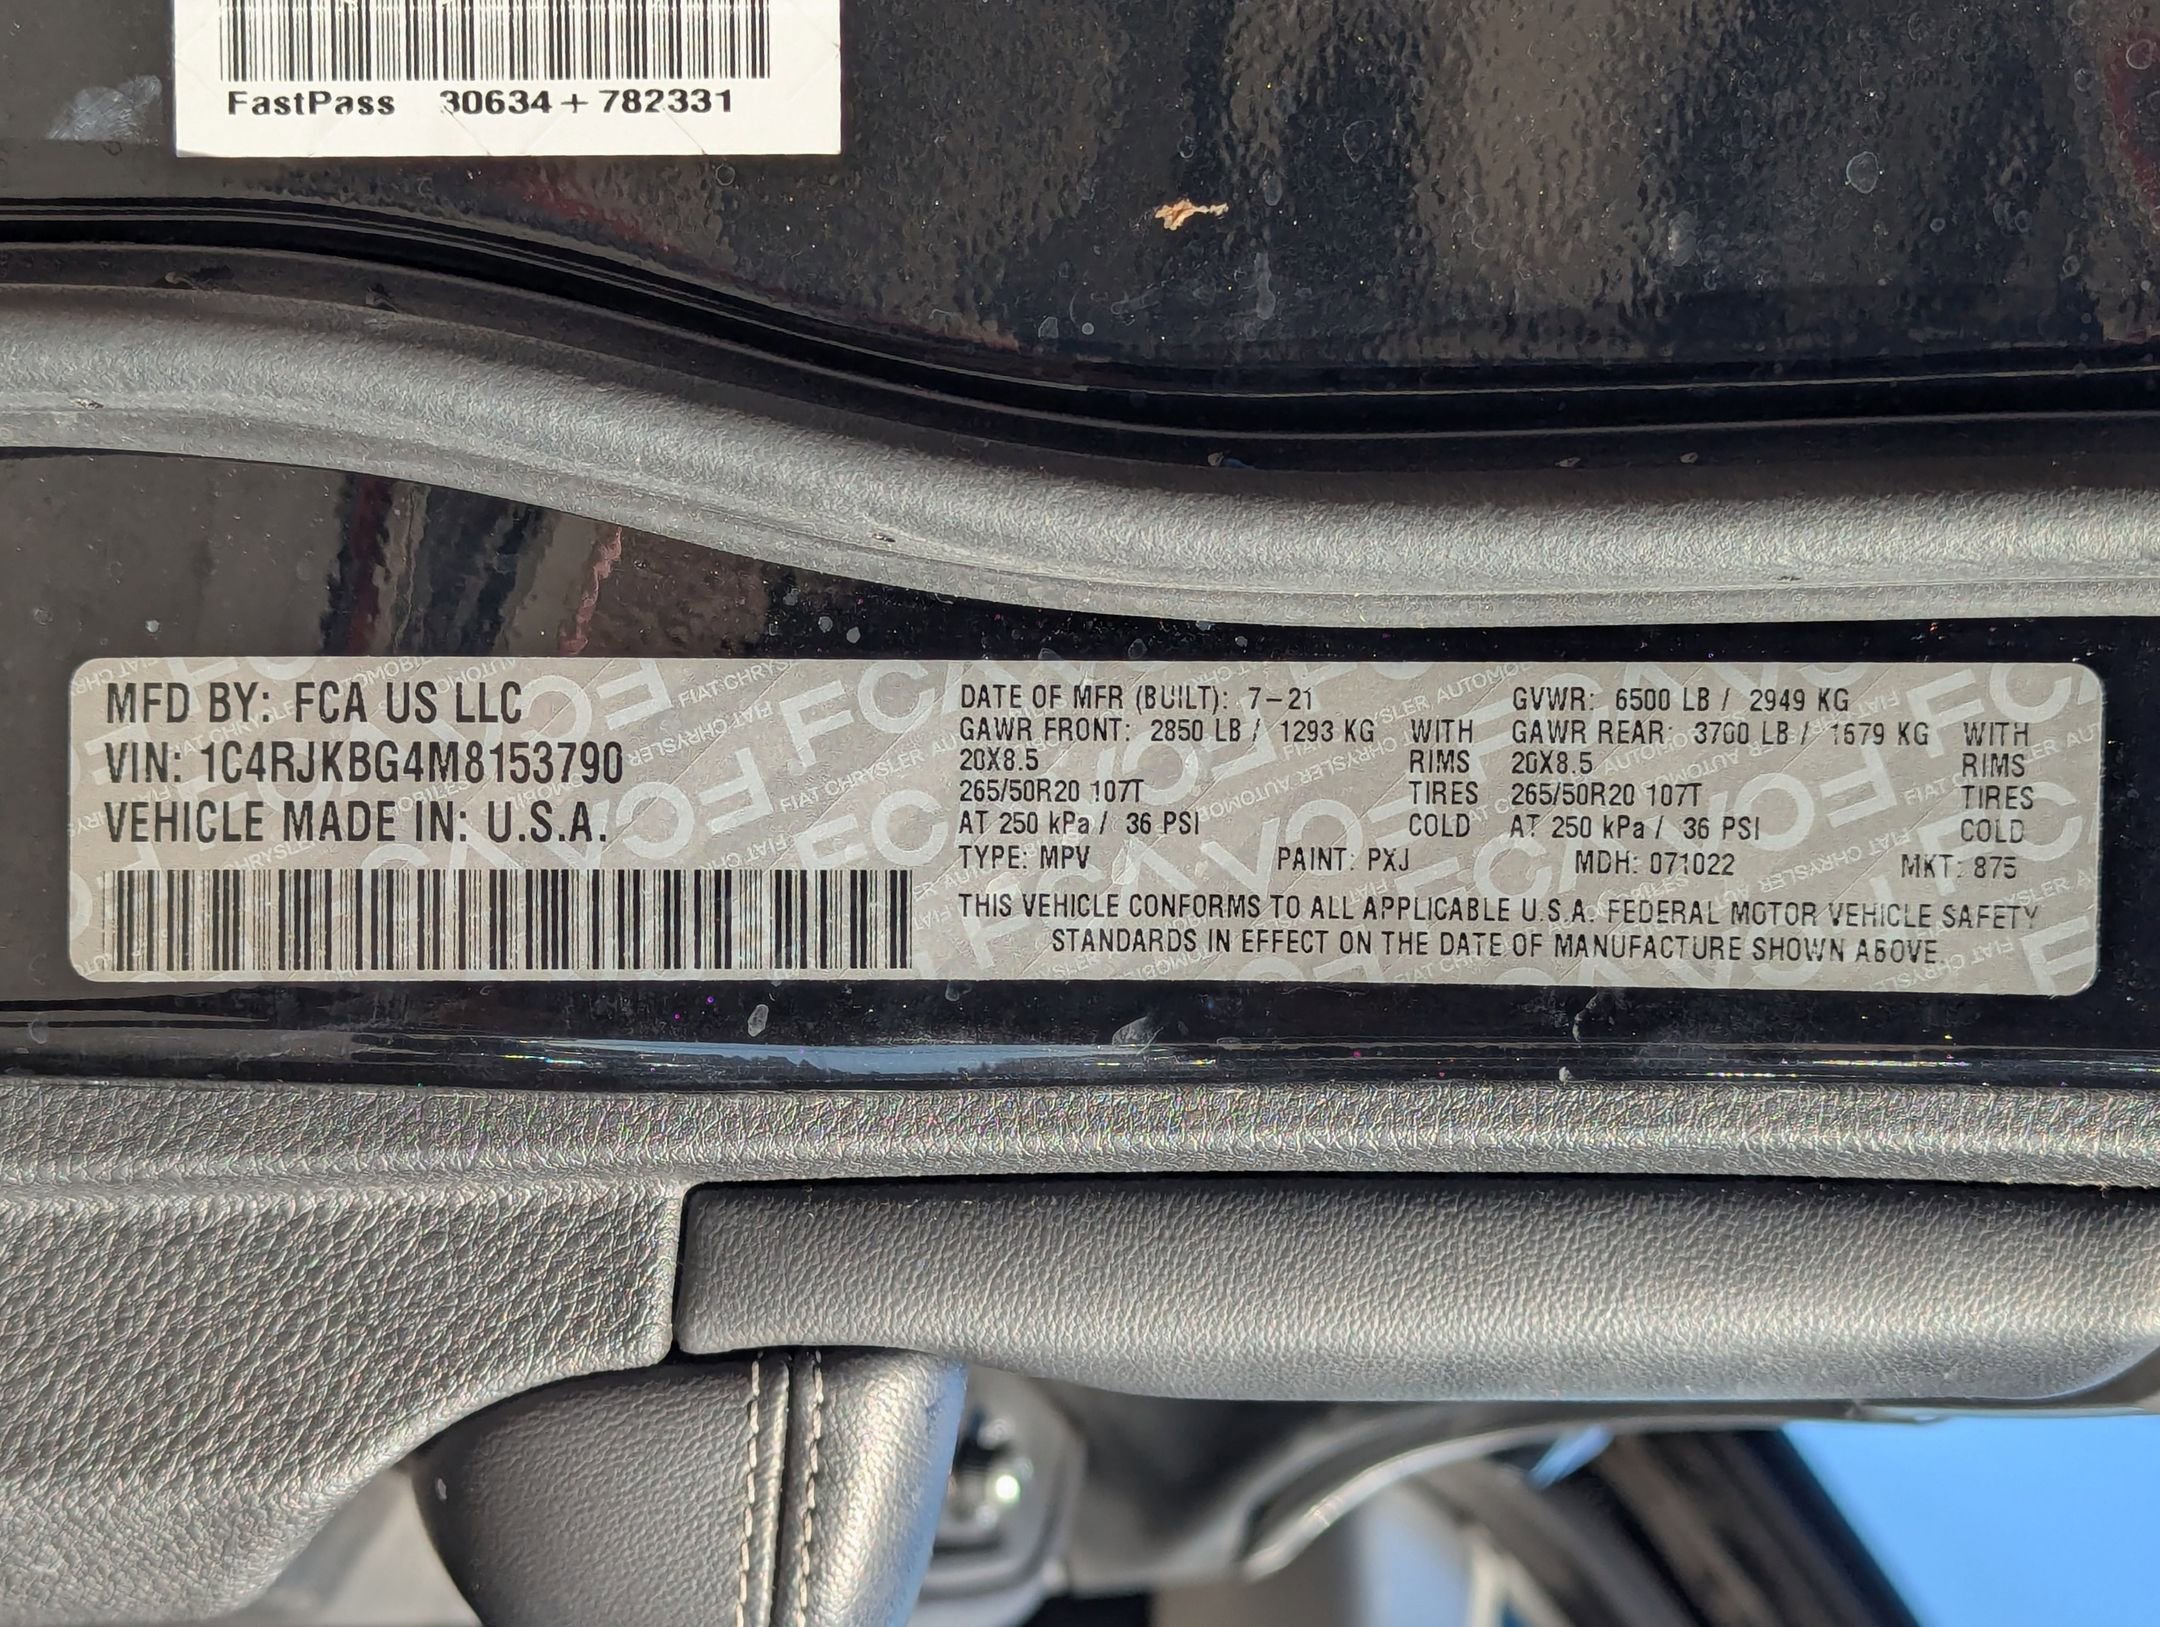 FastPass 30634+782331
MFD BY: FCA US LLC
VIN: 1C4RJKBG4M8153790
VEHICLE MADE IN: U.S.A.
DATE OF MFR (BUILT): 7-21 GVWR: 6500 LB / 2949 KG
GAWR FRONT: 2850 LB / 1293 KG WITH GAWR REAR: 3700 LB / 1679 KG WITH
20X8.5 RIMS 20X8.5 RIMS
265/50R20 107T TIRES 265/50R20 107T TIRES
AT 250 kPa / 36 PSI COLD AT 250 kPa / 36 PSI COLD
TYPE: MPV PAINT: PXJ MDH: 071022 MKT: 875
THIS VEHICLE CONFORMS TO ALL APPLICABLE U.S.A. FEDERAL MOTOR VEHICLE SAFETY
STANDARDS IN EFFECT ON THE DATE OF MANUFACTURE SHOWN ABOVE.